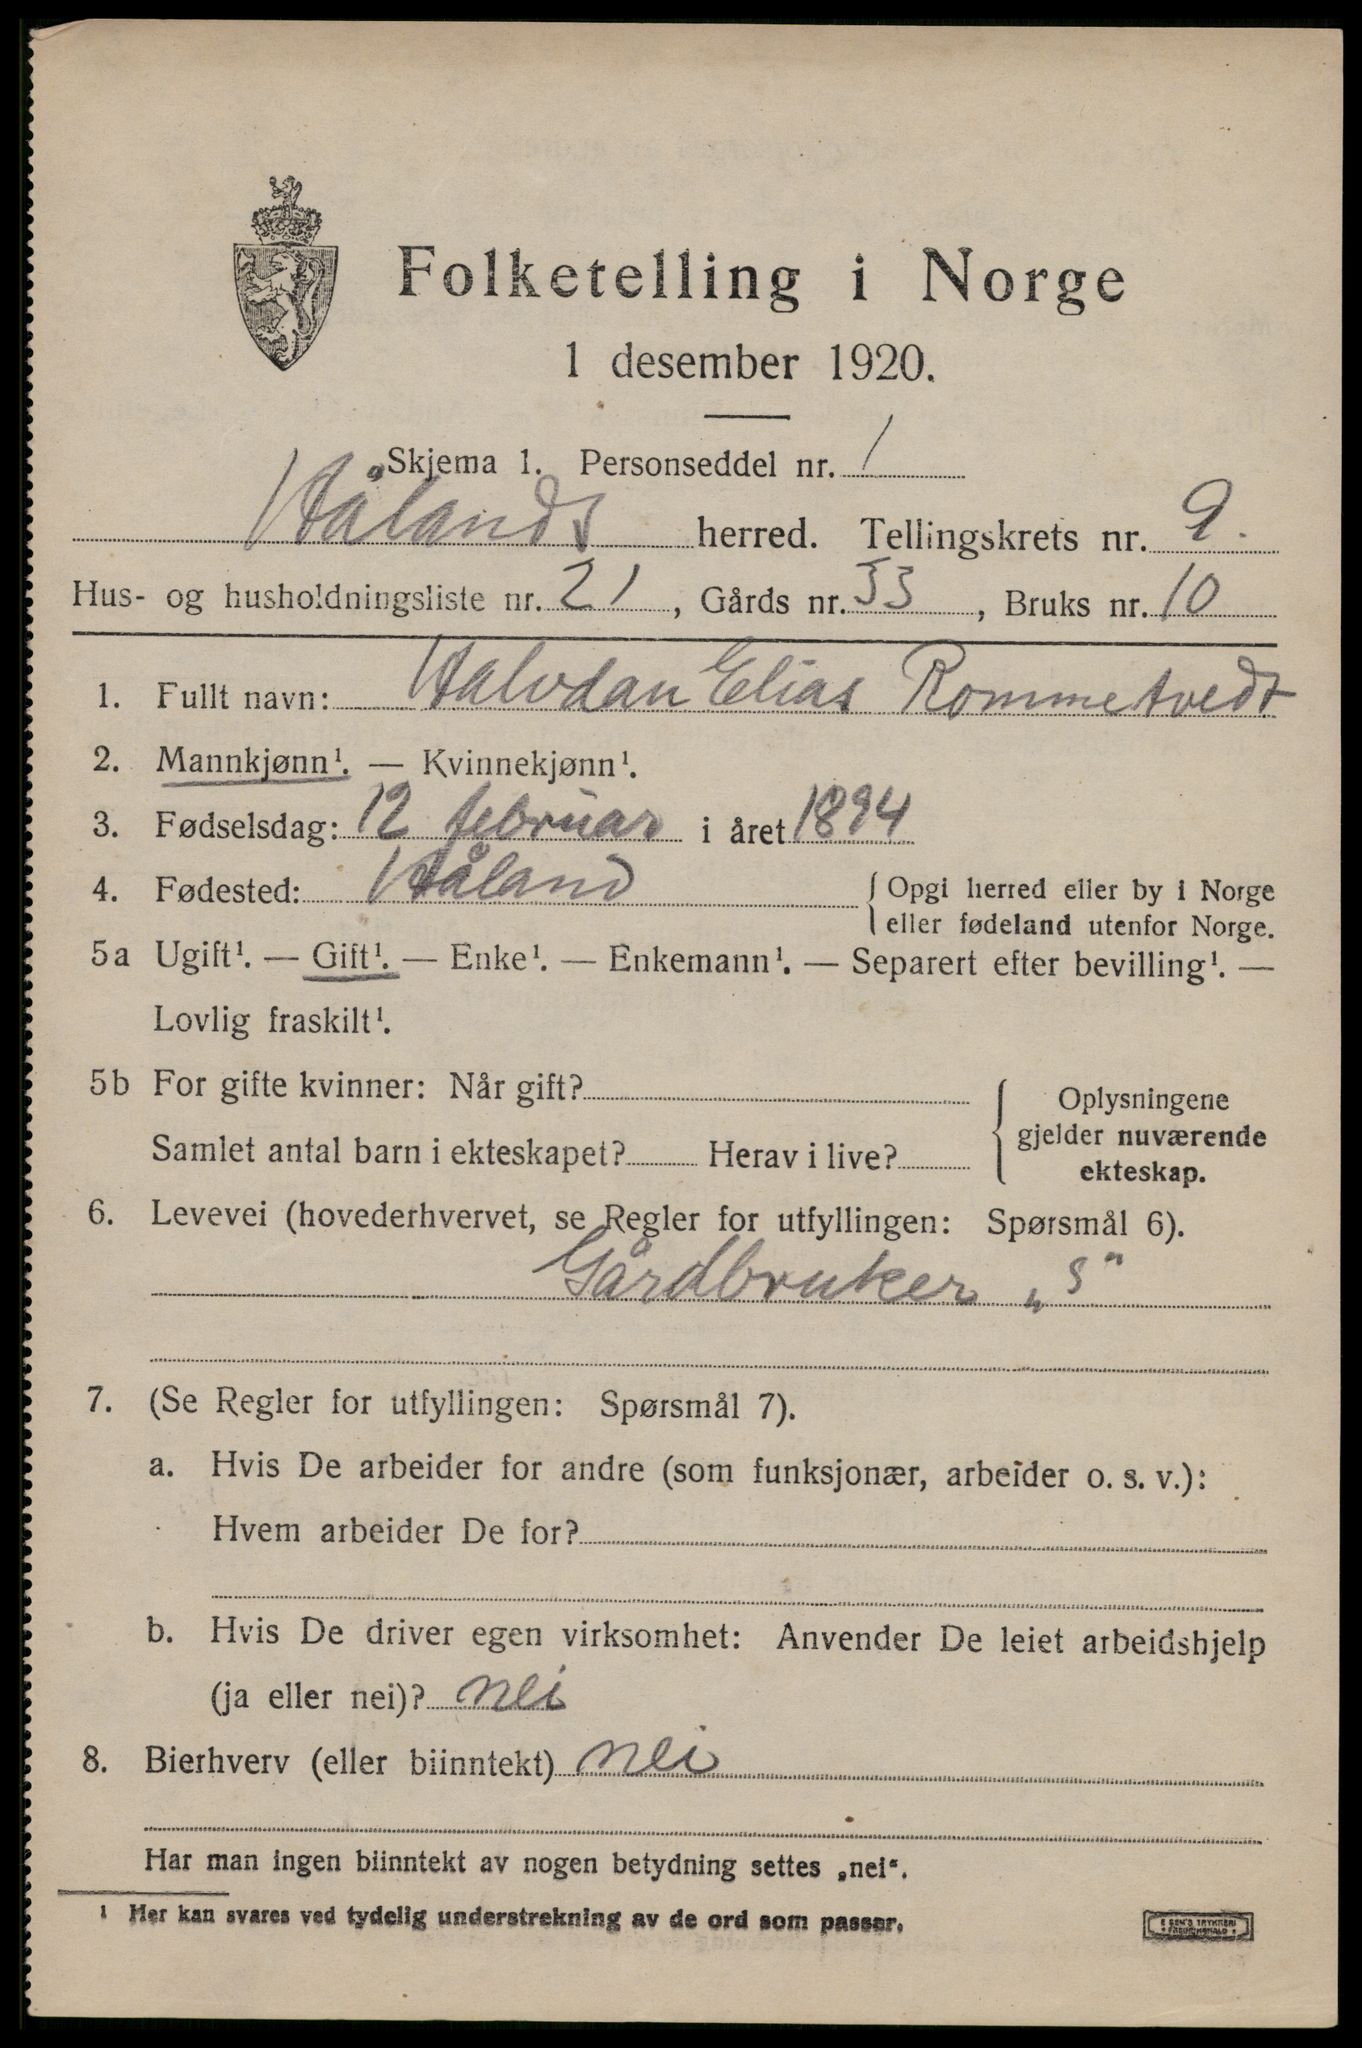 Folketelling i Norge
1 desember 1920.
Skjema 1. Personseddel nr. 1
Hålands herred. Tellingskrets nr. 9.
Hus- og husholdningsliste nr. 21, Gårds nr. 33, Bruks nr. 10
1. Fullt navn: Halvdan Elias Rommetvedt
2. Mannkjønn¹. — Kvinnekjønn¹.
3. Fødselsdag: 12 februar i året 1894
4. Fødested: Håland { Opgi herred eller by i Norge
eller fødeland utenfor Norge.
5a Ugift¹. — Gift¹. — Enke¹. — Enkemann¹. — Separert efter bevilling¹. —
Lovlig fraskilt¹.
5b For gifte kvinner: Når gift? { Oplysningene
gjelder nuværende
Samlet antal barn i ekteskapet? Herav i live? ekteskap.
6. Levevei (hovederhvervet, se Regler for utfyllingen: Spørsmål 6).
Gårdbruker „S"
7. (Se Regler for utfyllingen: Spørsmål 7).
a. Hvis De arbeider for andre (som funksjonær, arbeider o. s. v.):
Hvem arbeider De for?
b. Hvis De driver egen virksomhet: Anvender De leiet arbeidshjelp
(ja eller nei)? nei
8. Bierhverv (eller biinntekt) nei
Har man ingen biinntekt av nogen betydning settes „nei“.
¹ Her kan svares ved tydelig understrekning av de ord som passer.
TRYKKERI
FREDRIKSHALD